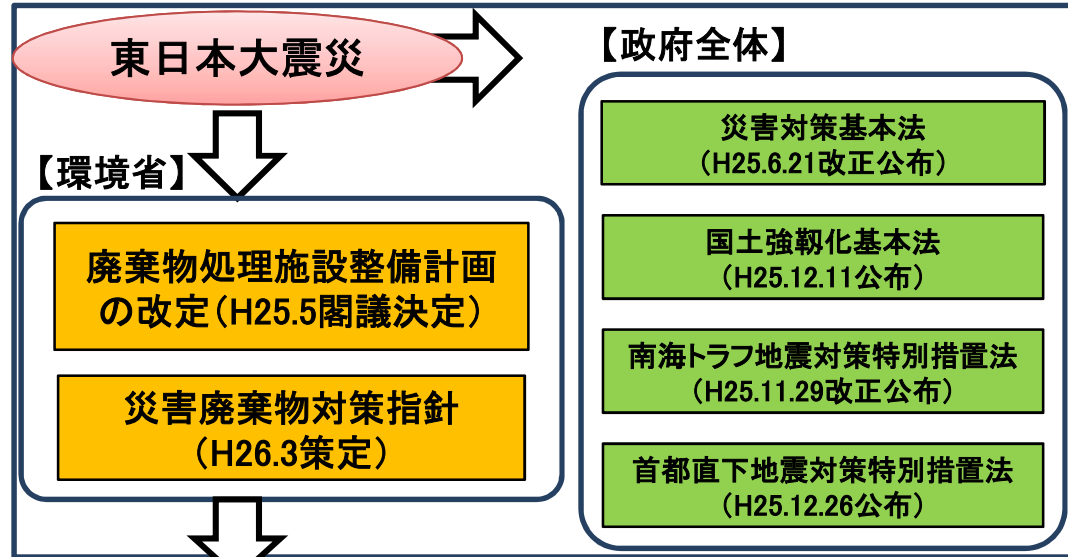 東日本大震災
【環境省】
廃棄物処理施設整備計画
の改定(H25.5閣議決定)
災害廃棄物対策指針
(H26.3策定)
【政府全体】
災害対策基本法
(H25.6.21改正公布)
国土強靱化基本法
(H25.12.11公布)
南海トラフ地震対策特別措置法
(H25.11.29改正公布)
首都直下地震対策特別措置法
(H25.12.26公布)